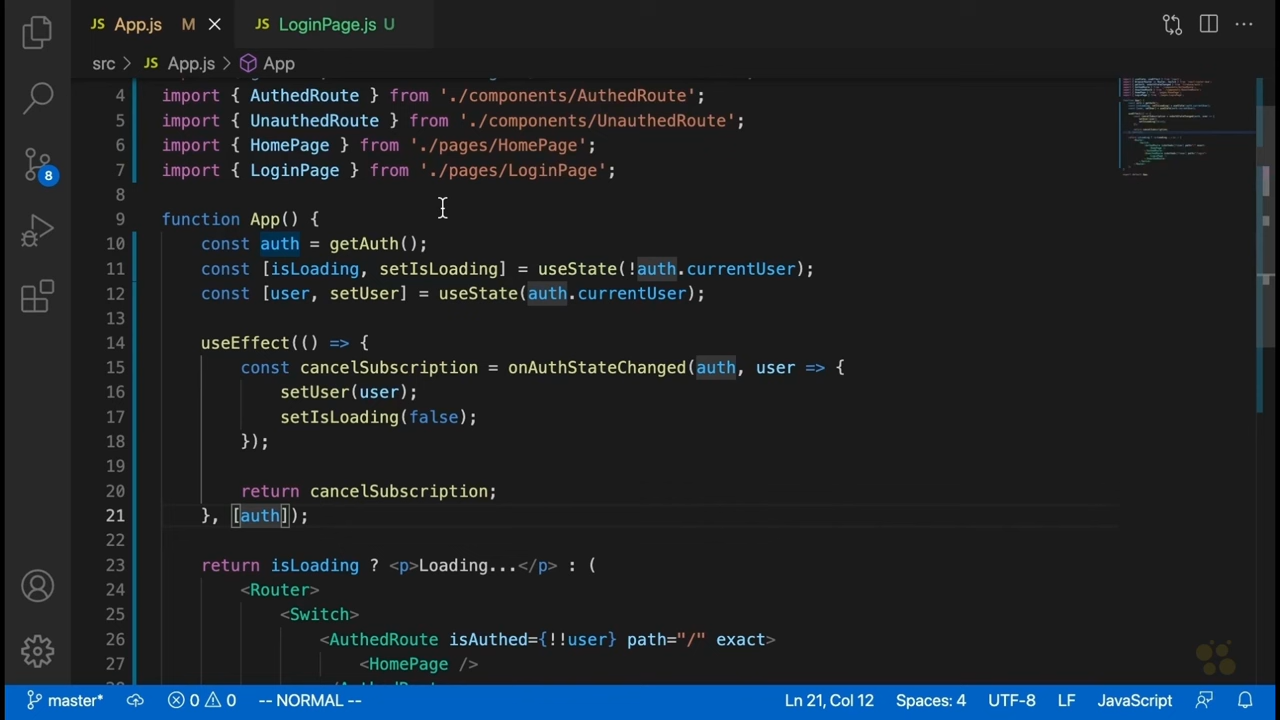 JS App.js M
JS LoginPage.js U
src > JS App.js > App
4 import { AuthedRoute } from './components/AuthedRoute';
5 import { UnauthedRoute } from './components/UnauthedRoute';
6 import { HomePage } from './pages/HomePage';
7 import { LoginPage } from './pages/LoginPage';
8
9 function App() {
10 const auth = getAuth();
11 const [isLoading, setIsLoading] = useState(!auth.currentUser);
12 const [user, setUser] = useState(auth.currentUser);
13
14 useEffect(() => {
15 const cancelSubscription = onAuthStateChanged(auth, user => {
16 setUser(user);
17 setIsLoading(false);
18 });
19
20 return cancelSubscription;
21 }, [auth]);
22
23 return isLoading ? <p>Loading...</p> : (
24 <Router>
25 <Switch>
26 <AuthedRoute isAuthed={!!user} path="/" exact>
27 <HomePage />
8
master* 0 0 -- NORMAL -- Ln 21, Col 12 Spaces: 4 UTF-8 LF JavaScript